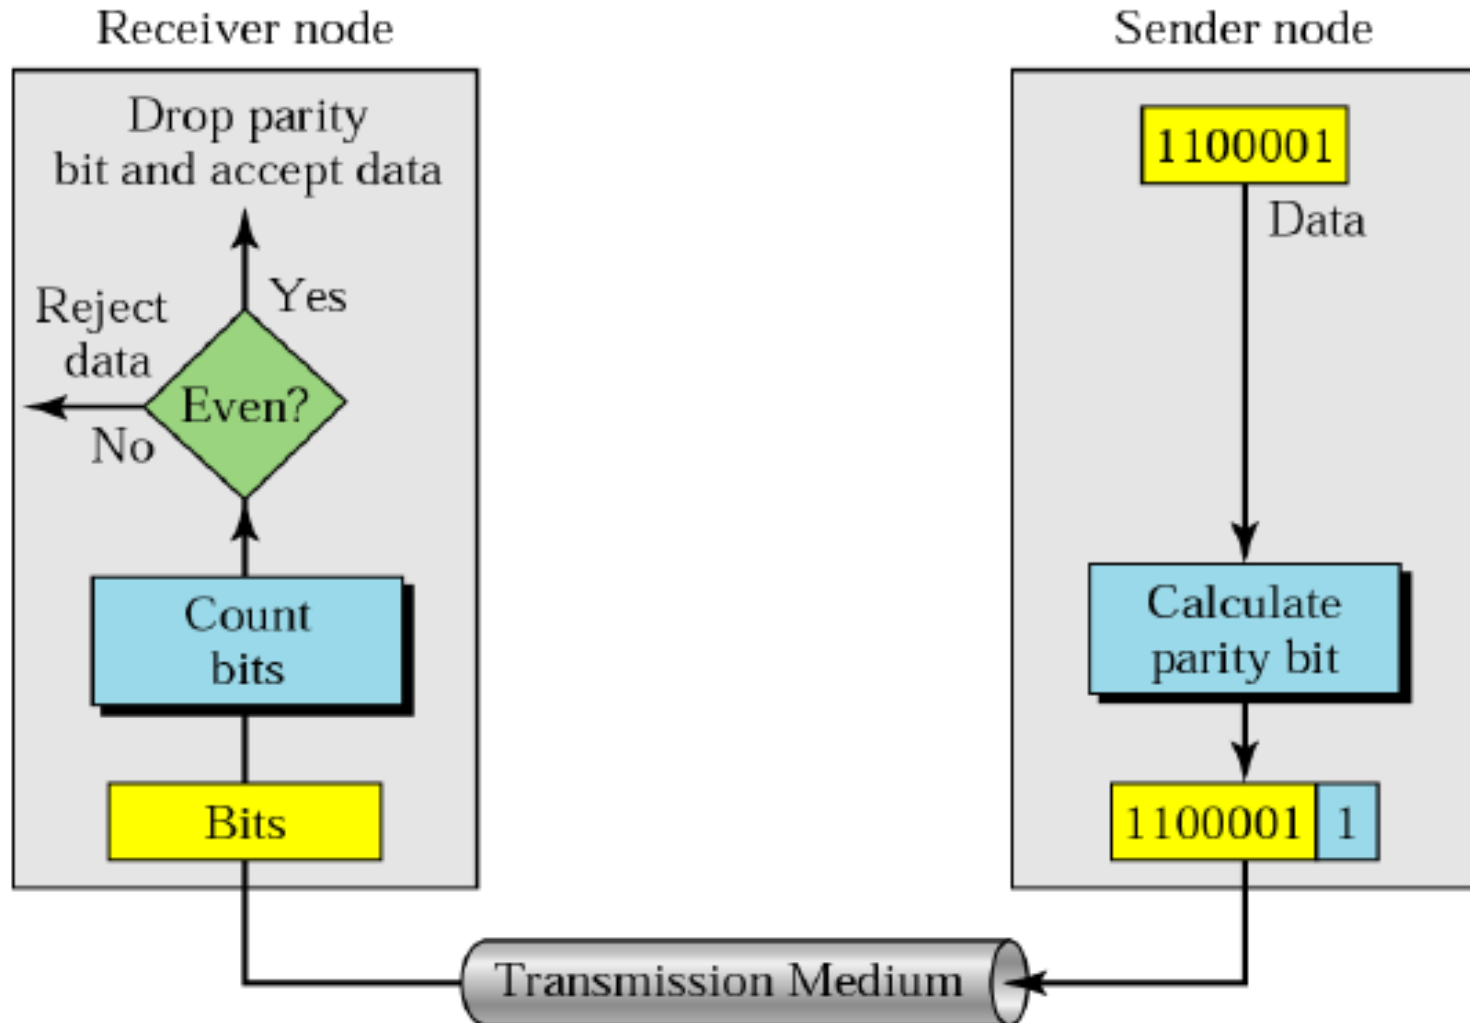 Receiver node
Drop parity
bit and accept data
Yes
Reject
data
Even?
No
Count
bits
Bits
Sender node
1100001
Data
Calculate
parity bit
1100001 1
Transmission Medium